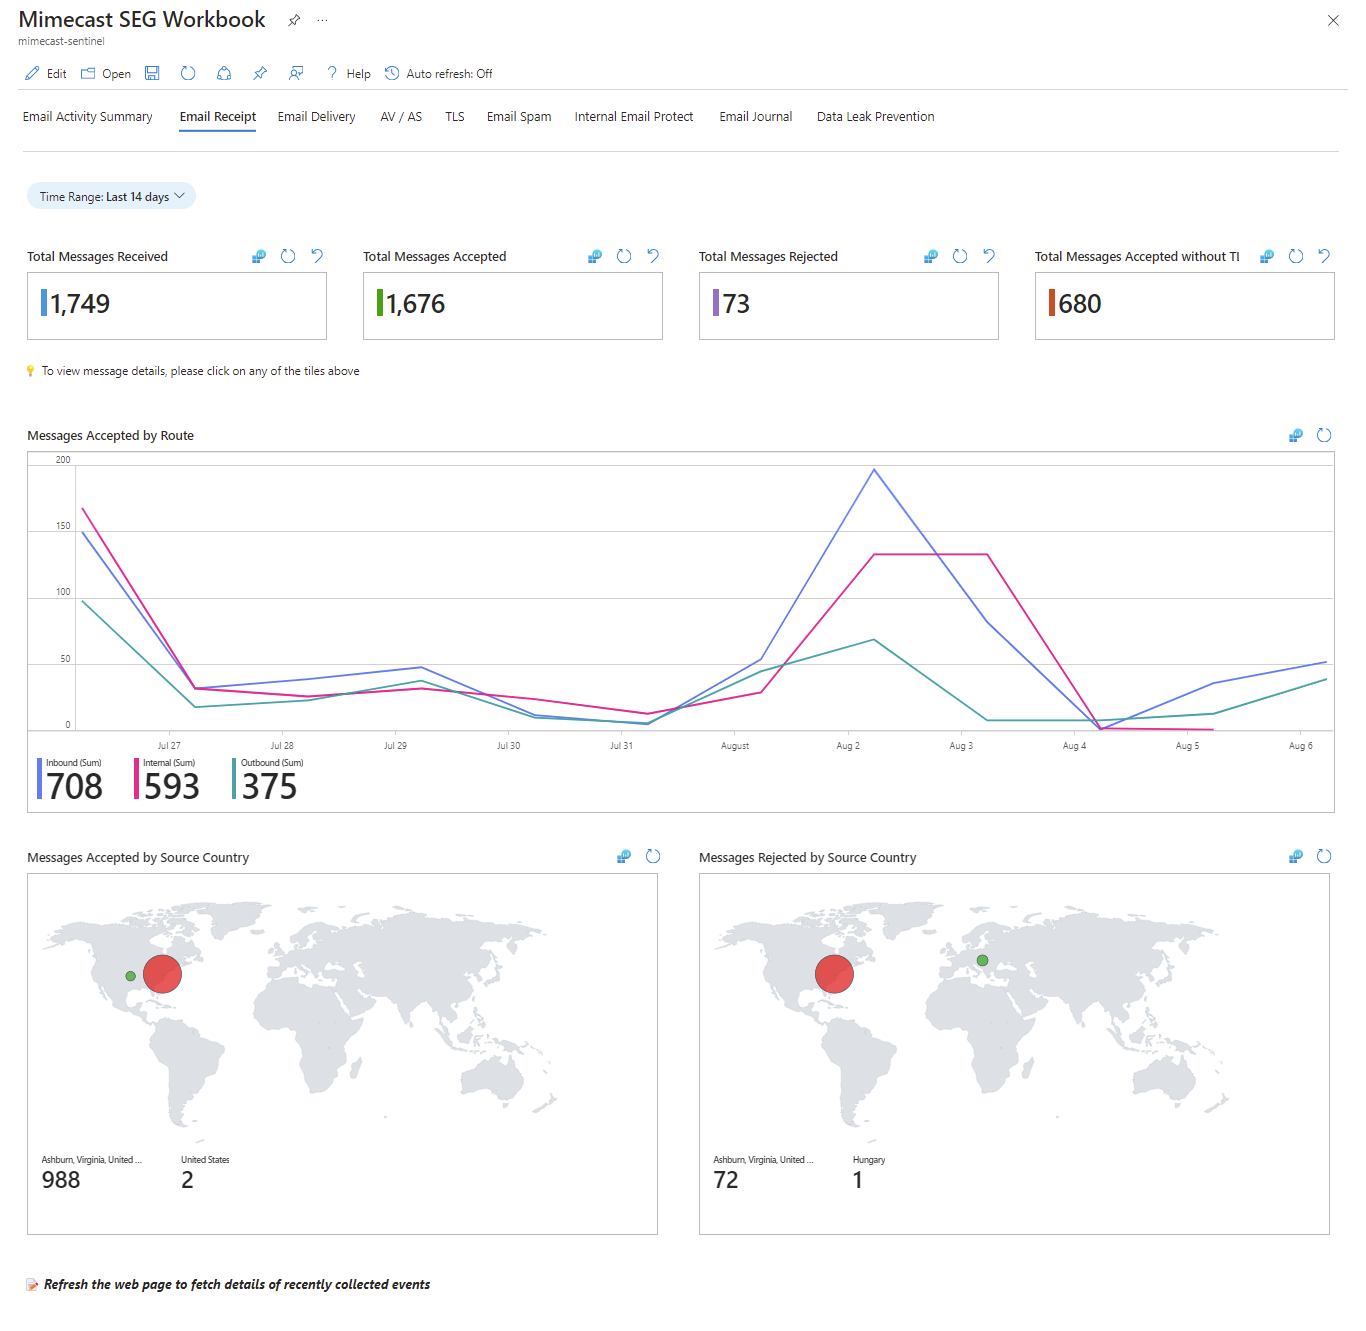 Mimecast SEG Workbook
mimecast-sentinel
Edit Open Help Auto refresh: Off
Email Activity Summary Email Receipt Email Delivery AV / AS TLS Email Spam Internal Email Protect Email Journal Data Leak Prevention
Time Range: Last 14 days
Total Messages Received Total Messages Accepted Total Messages Rejected Total Messages Accepted without Tl
1,749 1,676 73 680
To view message details, please click on any of the tiles above
Messages Accepted by Route
200
150
100
50
0
Jul 27 Jul 28 Jul 29 Jul 30 Jul 31 August Aug 2 Aug 3 Aug 4 Aug 5 Aug 6
Inbound (Sum) Internal (Sum) Outbound (Sum)
708 593 375
Messages Accepted by Source Country Messages Rejected by Source Country
Ashburn, Virginia, United ... United States Ashburn, Virginia, United ... Hungary
988 2 72 1
Refresh the web page to fetch details of recently collected events